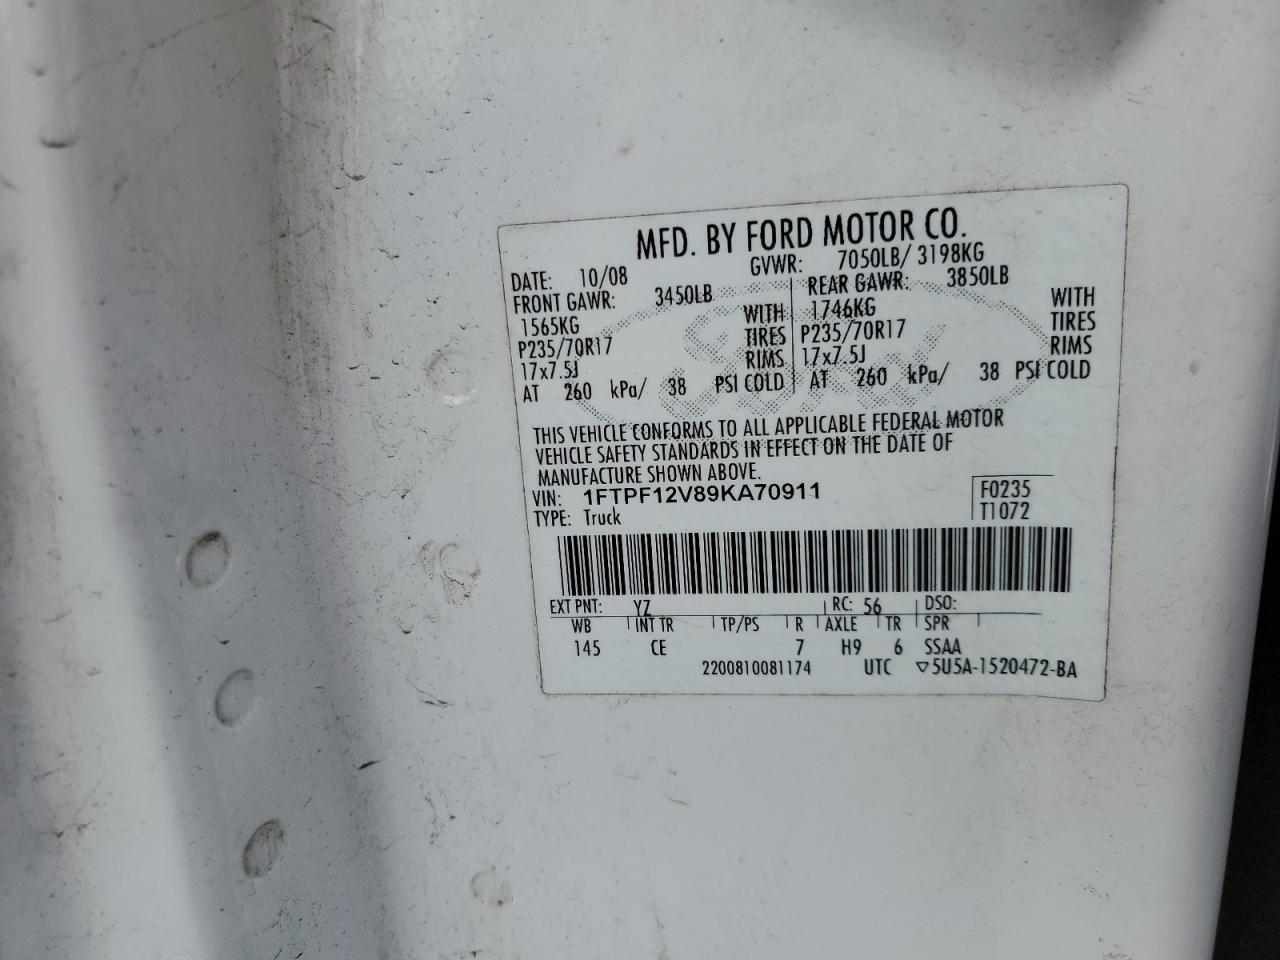 MFD. BY FORD MOTOR CO.
DATE: 10/08 GVWR: 7050LB/ 3198KG
FRONT GAWR: 3450LB REAR GAWR: 3850LB
1565KG WITH 1746KG WITH
P235/70R17 TIRES P235/70R17 TIRES
17x7.5J RIMS 17x7.5J RIMS
AT 260 kPa/ 38 PSI COLD AT 260 kPa/ 38 PSI COLD
THIS VEHICLE CONFORMS TO ALL APPLICABLE FEDERAL MOTOR
VEHICLE SAFETY STANDARDS IN EFFECT ON THE DATE OF
MANUFACTURE SHOWN ABOVE.
VIN: 1FTPF12V89KA70911 F0235
TYPE: Truck T1072
EXT PNT: YZ RC: 56 DSO:
WB INT TR TP/PS R AXLE TR SPR
145 CE 7 H9 6 SSAA
2200810081174 UTC ▽5U5A-1520472-BA